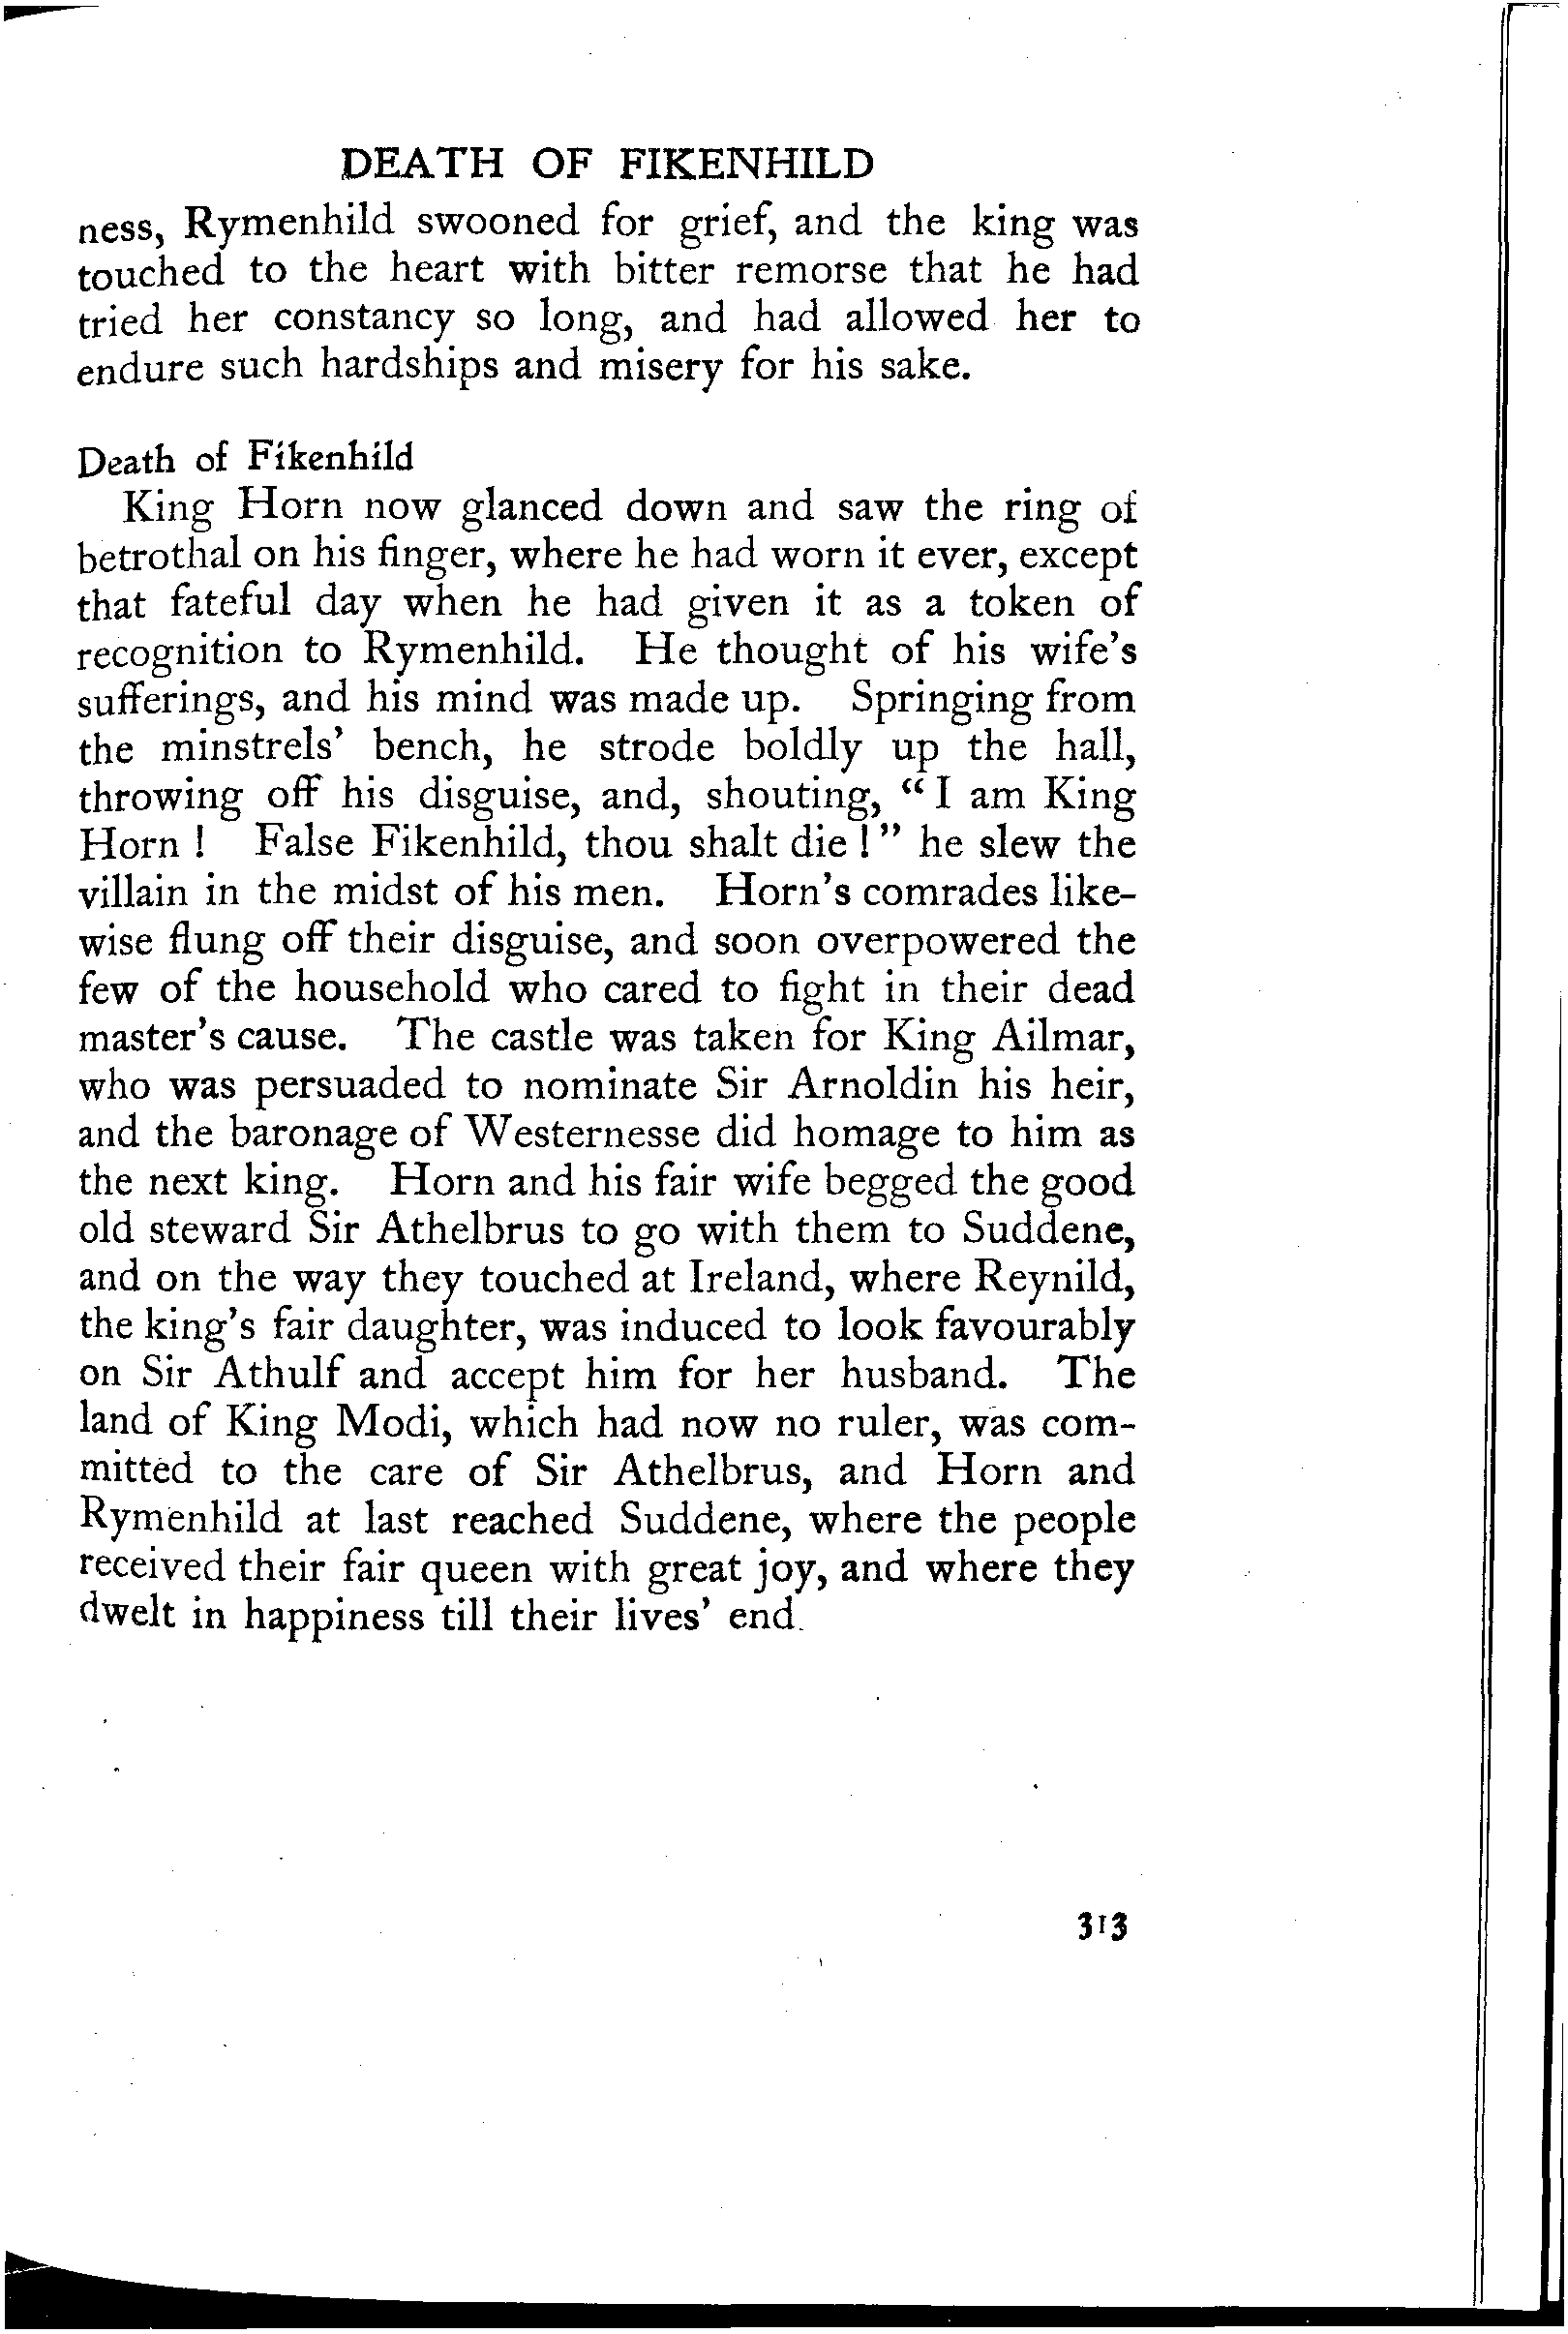 DEATH OF FIKENHILD
ness, Rymenhild swooned for grief, and the king was
touched to the heart with bitter remorse that he had
tried her constancy so long, and had allowed her to
endure such hardships and misery for his sake.
Death of Fikenhild
King Horn now glanced down and saw the ring of
betrothal on his finger, where he had worn it ever, except
that fateful day when he had given it as a token of
recognition to Rymenhild. He thought of his wife's
sufferings, and his mind was made up. Springing from
the minstrels' bench, he strode boldly up the hall,
throwing off his disguise, and, shouting, “I am King
Horn ! False Fikenhild, thou shalt die !” he slew the
villain in the midst of his men. Horn's comrades like-
wise flung off their disguise, and soon overpowered the
few of the household who cared to fight in their dead
master's cause. The castle was taken for King Ailmar,
who was persuaded to nominate Sir Arnoldin his heir,
and the baronage of Westernesse did homage to him as
the next king. Horn and his fair wife begged the good
old steward Sir Athelbrus to go with them to Suddene,
and on the way they touched at Ireland, where Reynild,
the king's fair daughter, was induced to look favourably
on Sir Athulf and accept him for her husband. The
land of King Modi, which had now no ruler, was com-
mitted to the care of Sir Athelbrus, and Horn and
Rymenhild at last reached Suddene, where the people
received their fair queen with great joy, and where they
dwelt in happiness till their lives' end.
313